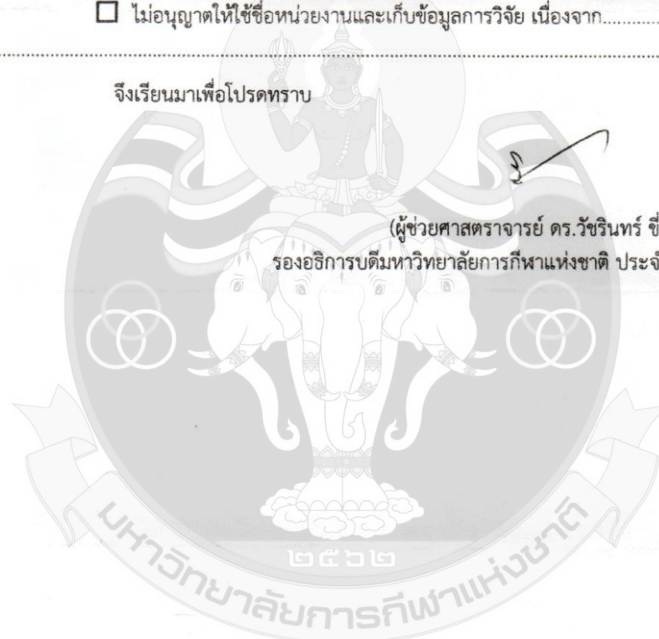 ☐ ไม่อนุญาตให้ใช้ชื่อหน่วยงานและเก็บข้อมูลการวิจัย เนื่องจาก............
จึงเรียนมาเพื่อโปรดทราบ
(ผู้ช่วยศาสตราจารย์ ดร.วัชรินทร์
รองอธิการบดีมหาวิทยาลัยการกีฬาแห่งชาติ
๒๕๖๒
มหาวิทยาลัยการกีฬาแห่งชาติ